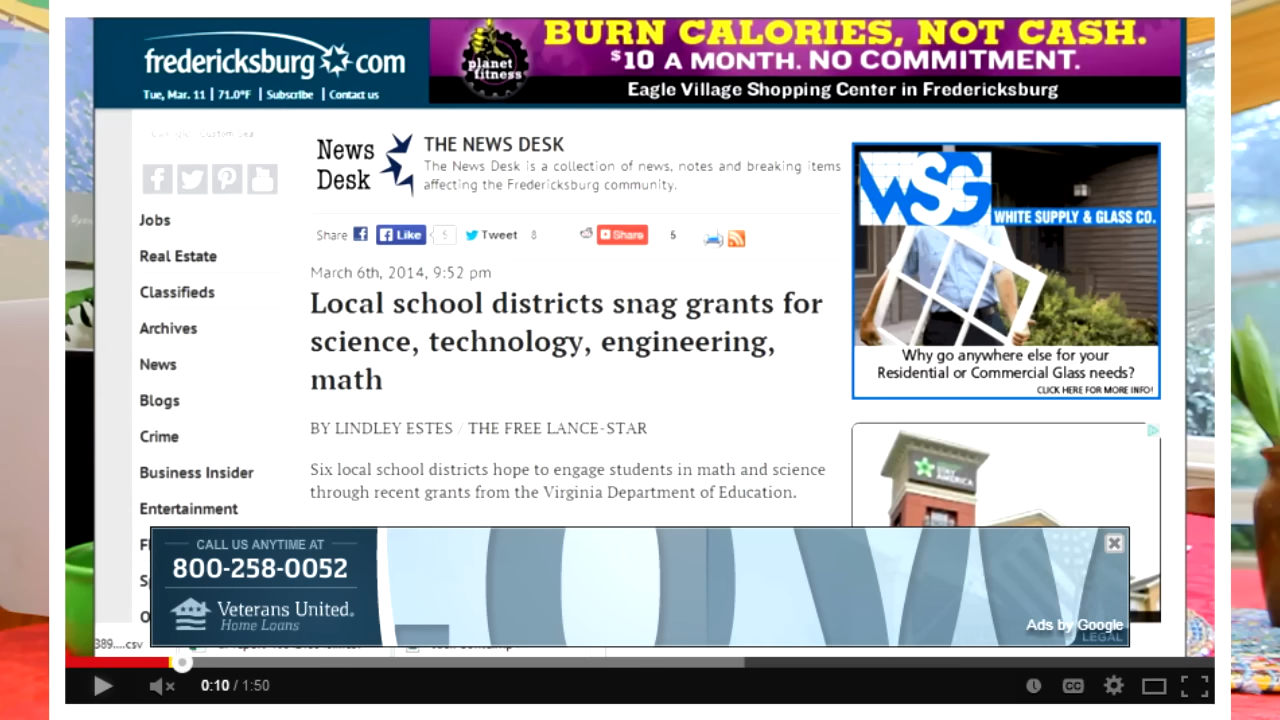 fredericksburg.com
Tue, Mar. 11 | 71.0°F | Subscribe | Contact us
planet
fitness
BURN CALORIES, NOT CASH.
$10 A MONTH. NO COMMITMENT.
Eagle Village Shopping Center in Fredericksburg
Jobs
Real Estate
Classifieds
Archives
News
Blogs
Crime
Business Insider
Entertainment
News
Desk
THE NEWS DESK
The News Desk is a collection of news, notes and breaking items
affecting the Fredericksburg community.
Share Like 5 Tweet 8 Share 5
March 6th, 2014, 9:52 pm
Local school districts snag grants for
science, technology, engineering,
math
BY LINDLEY ESTES / THE FREE LANCE-STAR
Six local school districts hope to engage students in math and science
through recent grants from the Virginia Department of Education.
WSG
WHITE SUPPLY & GLASS CO.
Why go anywhere else for your
Residential or Commercial Glass needs?
CLICK HERE FOR MORE INFO!
AMERICA
CALL US ANYTIME AT
800-258-0052
Veterans United.
Home Loans
Ads by Google
LEGAL
389....csv
0:10 / 1:50
CC